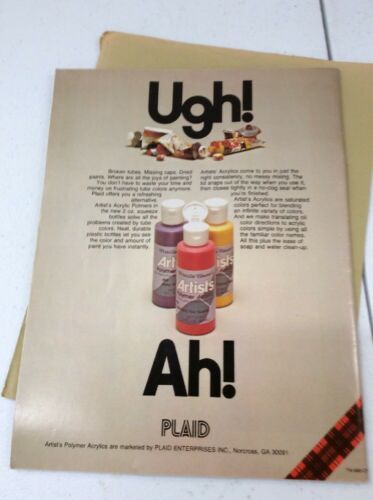 Ugh!
Broken tubes. Missing caps. Dried
paints. Where are all the joys of painting?
You don't have to waste your time and
money on frustrating tube colors anymore.
Plaid offers you a refreshing
alternative.
Artist's Acrylic Polymers in
the new 2 oz. squeeze
bottles solve all the
problems created by tube
colors. Neat, durable
plastic bottles let you see
the color and amount of
paint you have instantly.
Artists' Acrylics come to you in just the
right consistency, no messy mixing. The
lid snaps out of the way when you use it,
then closes tightly in a no-clog seal when
you're finished.
Artist's Acrylics are saturated
colors perfect for blending
an infinite variety of colors.
And we make translating oil
color directions to acrylic
colors simple by using all
the familiar color names.
All this plus the ease of
soap and water clean-up.
Artist's
Artist's
Artist's
Ah!
PLAID
Artist's Polymer Acrylics are marketed by PLAID ENTERPRISES INC., Norcross, GA 30091